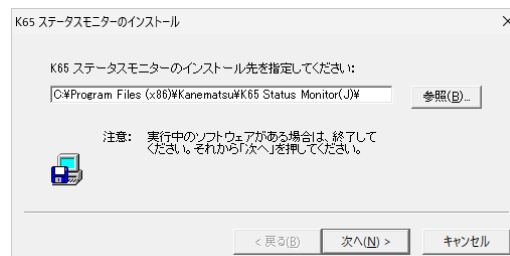 K65 ステータスモニターのインストール
K65 ステータスモニターのインストール先を指定してください:
C:¥Program Files (x86)¥Kanematsu¥K65 Status Monitor(J)¥
参照(B)...
注意: 実行中のソフトウェアがある場合は、終了して
ください。それから「次へ」を押してください。
< 戻る(B)
次へ(N) >
キャンセル